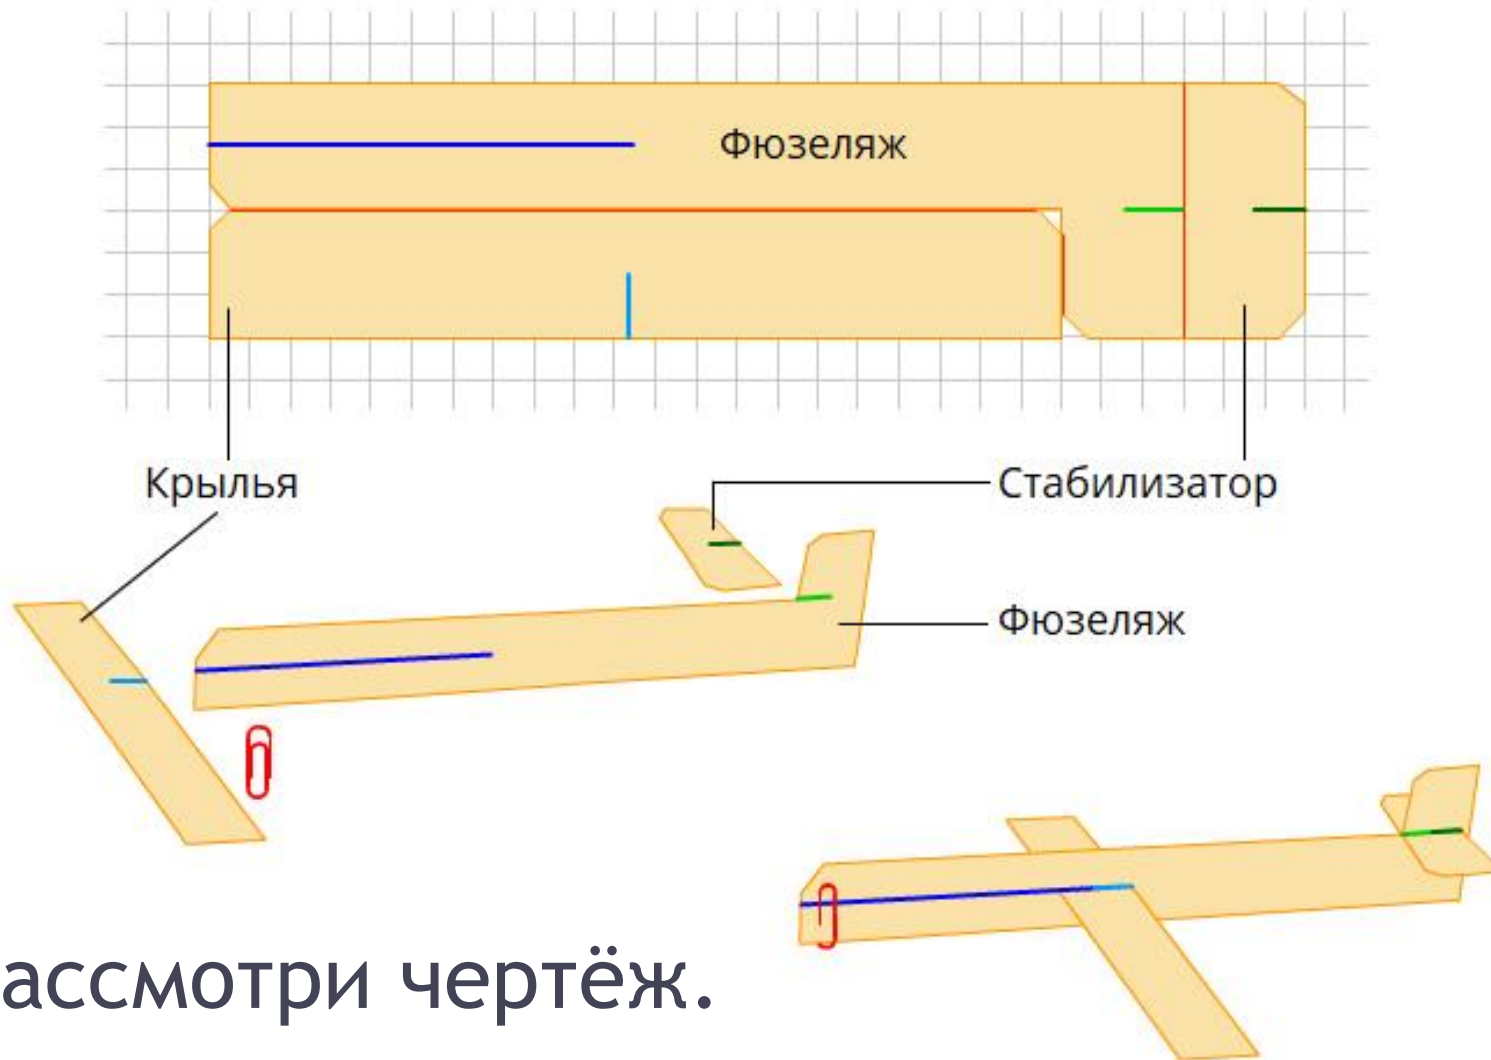 Фюзеляж
Крылья
Стабилизатор
Фюзеляж
ассмотри чертёж.